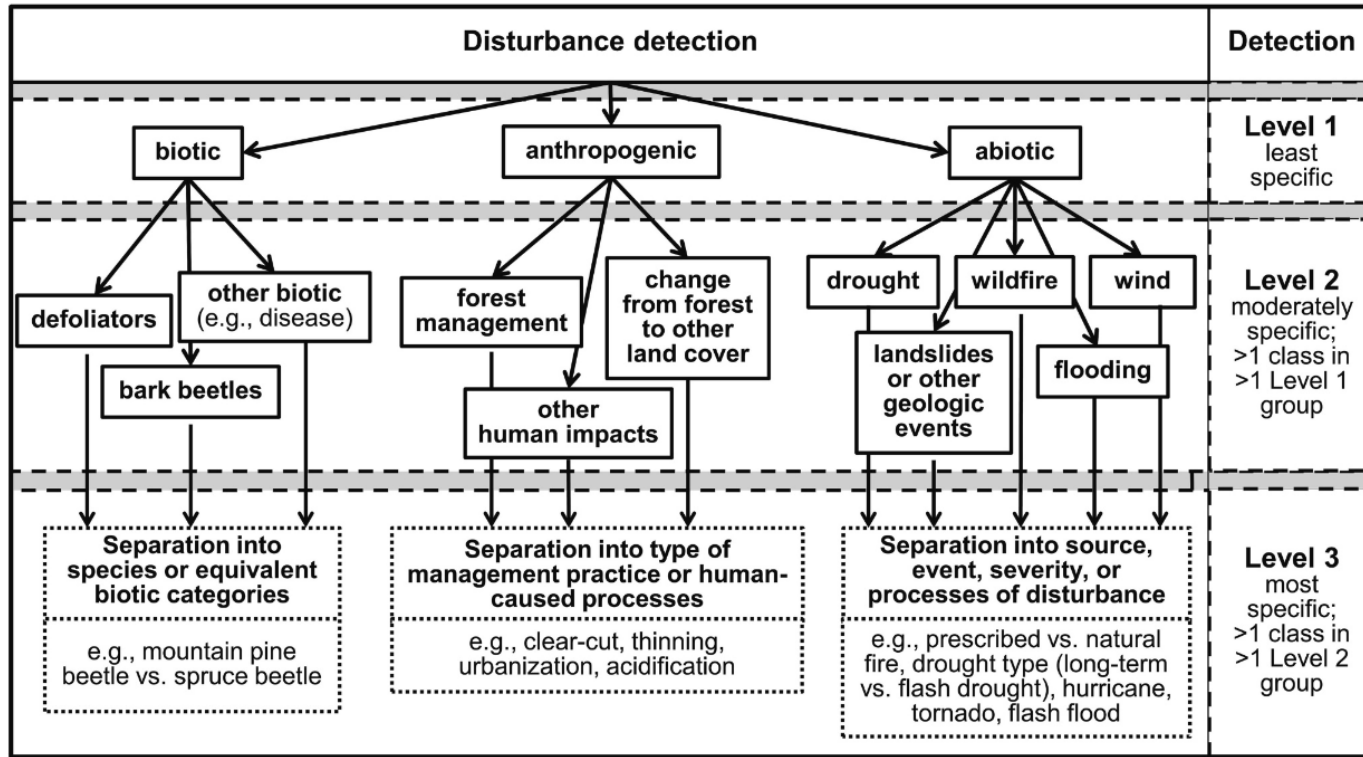 Disturbance detection
Detection
biotic
anthropogenic
abiotic
Level 1
least
specific
defoliators
other biotic
(e.g., disease)
bark beetles
forest
management
change
from forest
to other
land cover
other
human impacts
drought
wildfire
wind
landslides
or other
geologic
events
flooding
Level 2
moderately
specific;
>1 class in
>1 Level 1
group
Separation into
species or equivalent
biotic categories
e.g., mountain pine
beetle vs. spruce beetle
Separation into type of
management practice or human-
caused processes
e.g., clear-cut, thinning,
urbanization, acidification
Separation into source,
event, severity, or
processes of disturbance
e.g., prescribed vs. natural
fire, drought type (long-term
vs. flash drought), hurricane,
tornado, flash flood
Level 3
most
specific;
>1 class in
>1 Level 2
group